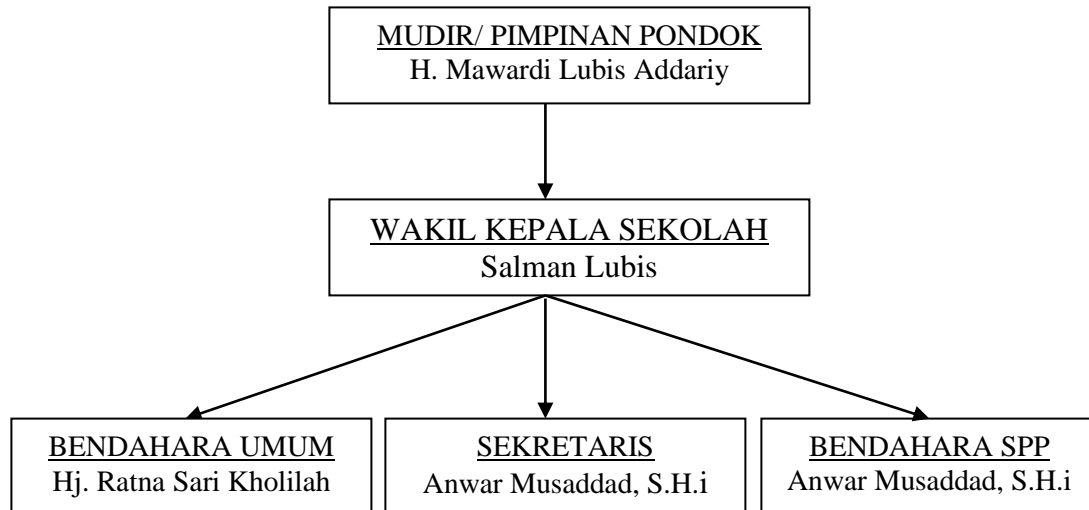 MUDIR/ PIMPINAN PONDOK
H. Mawardi Lubis Addariy
WAKIL KEPALA SEKOLAH
Salman Lubis
BENDAHARA UMUM
Hj. Ratna Sari Kholilah
SEKRETARIS
Anwar Musaddad, S.H.i
BENDAHARA SPP
Anwar Musaddad, S.H.i